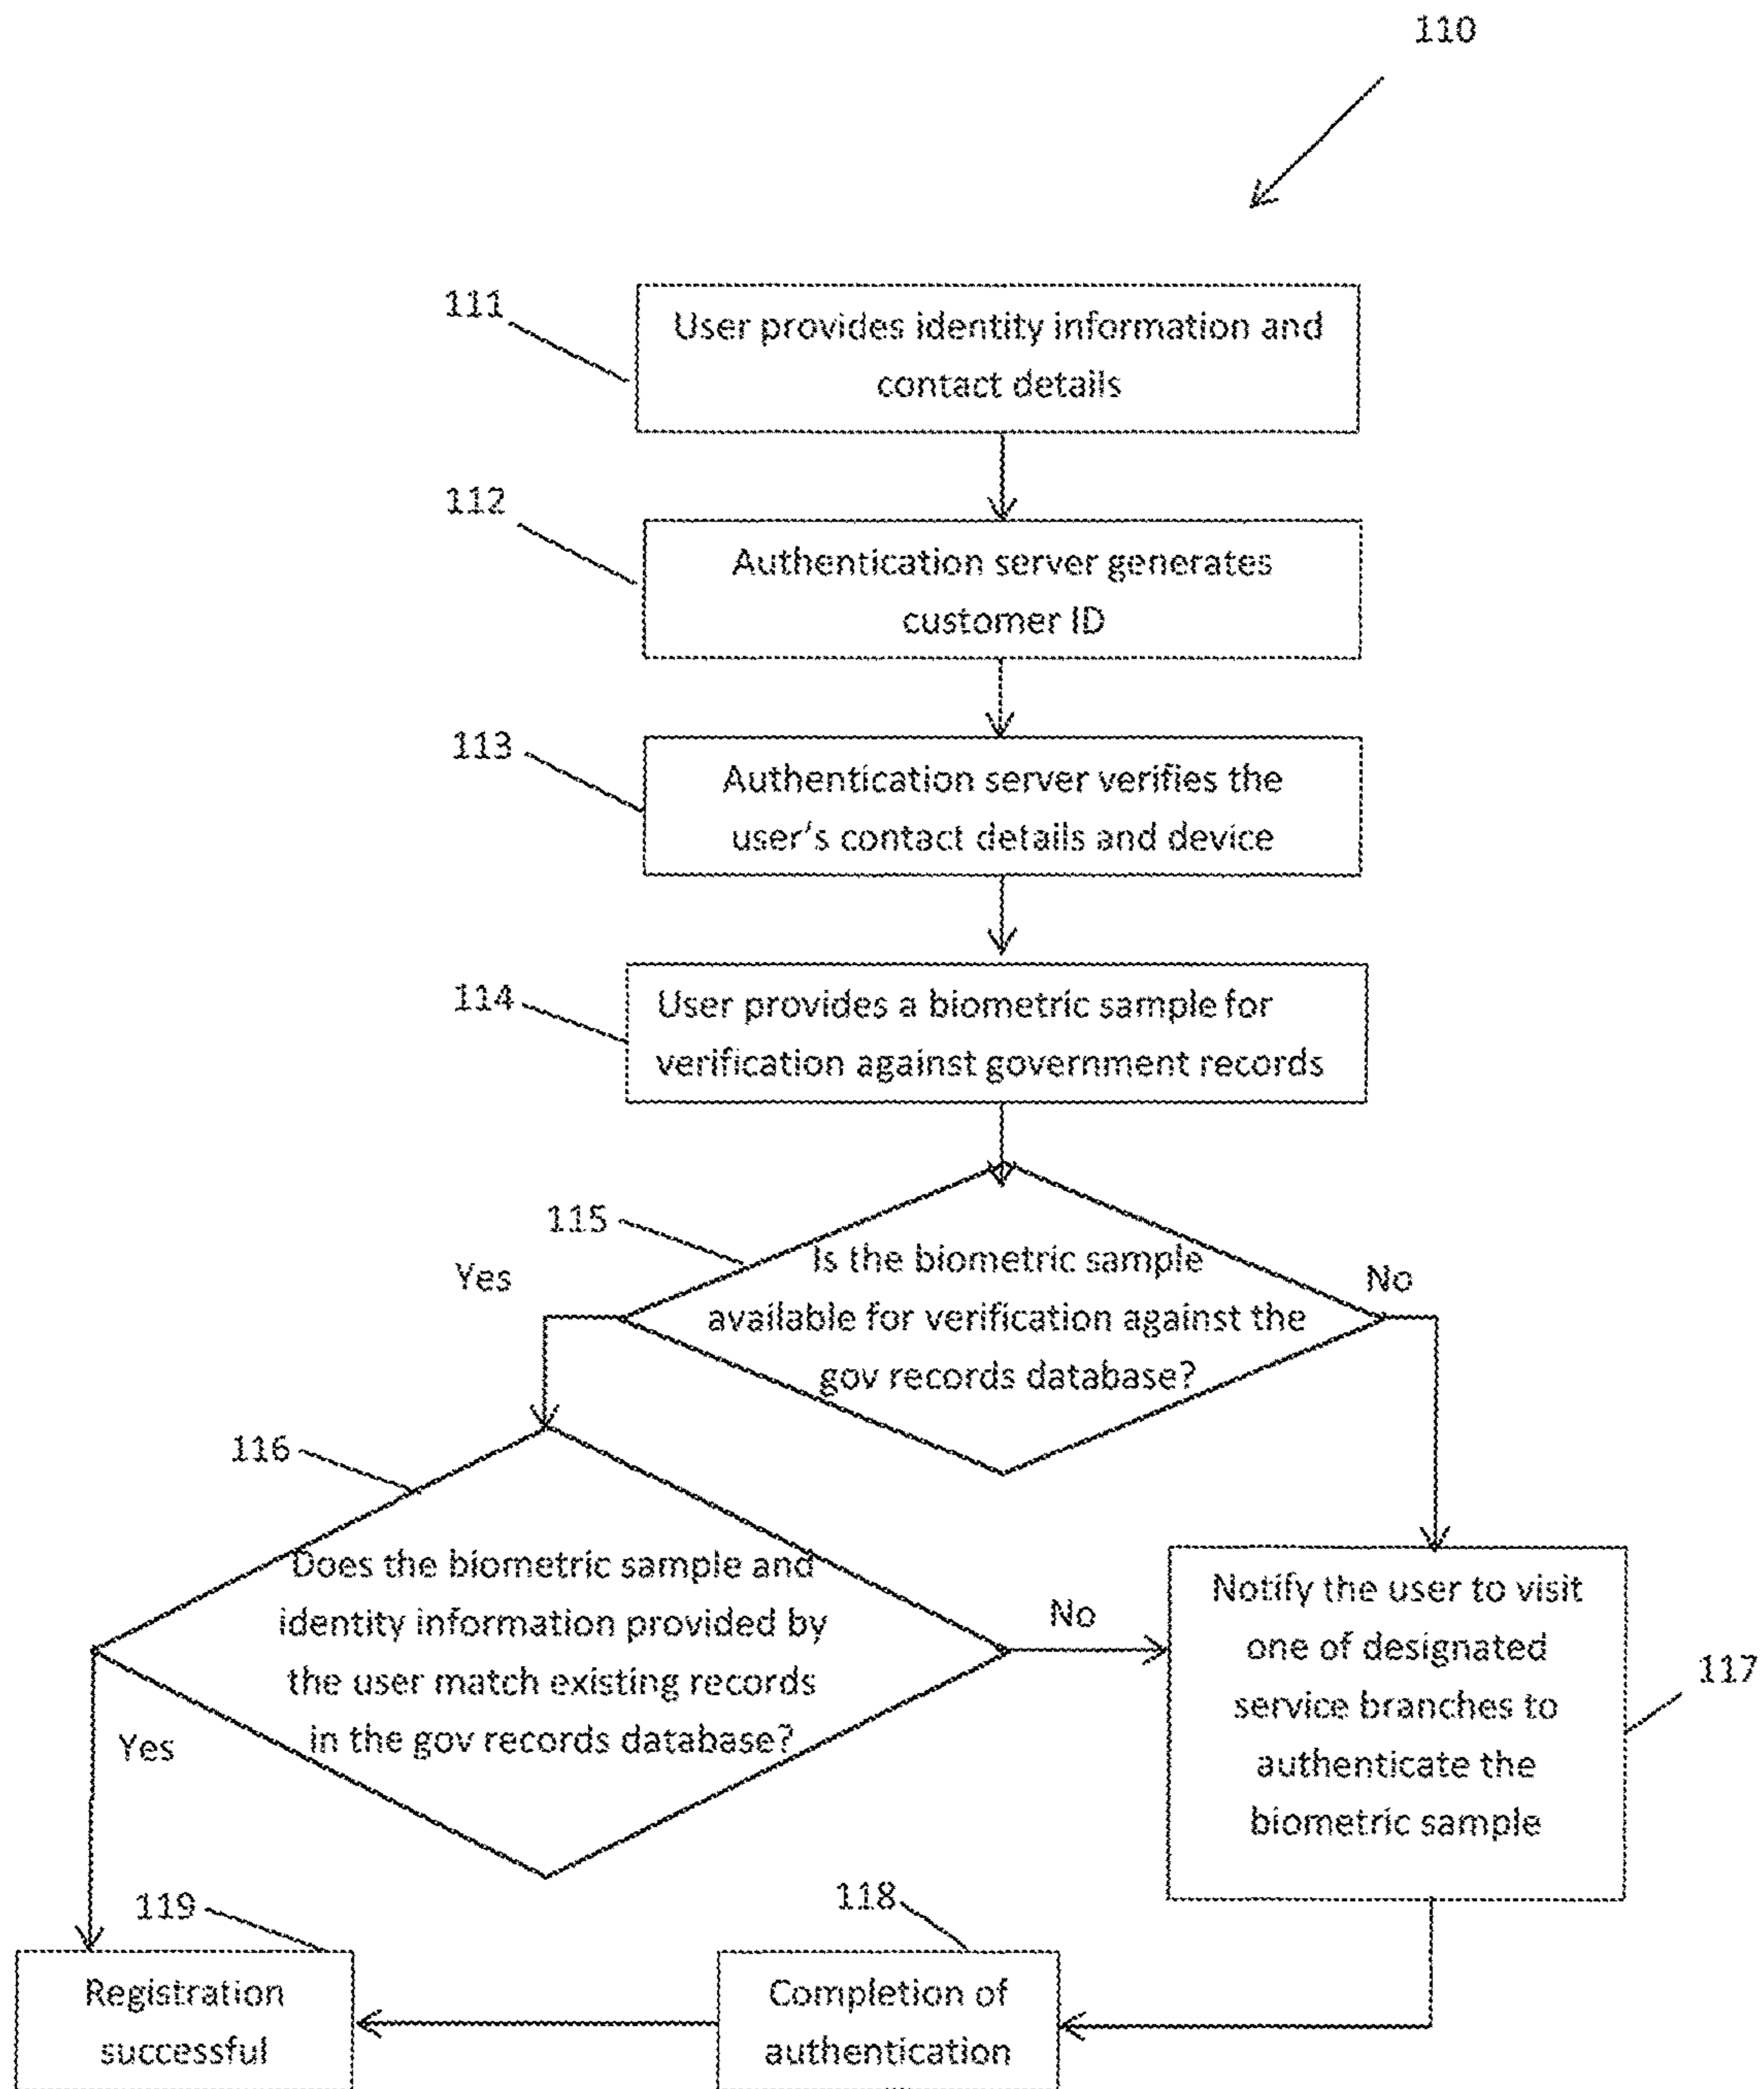 110
111
User provides identity information and
contact details
112
Authentication server generates
customer ID
113
Authentication server verifies the
user's contact details and device
114
User provides a biometric sample for
verification against government records
115
Is the biometric sample
available for verification against the
gov records database?
Yes
No
116
Does the biometric sample and
identity information provided by
the user match existing records
in the gov records database?
No
Yes
Notify the user to visit
one of designated
service branches to
authenticate the
biometric sample
117
119
Registration
successful
118
Completion of
authentication